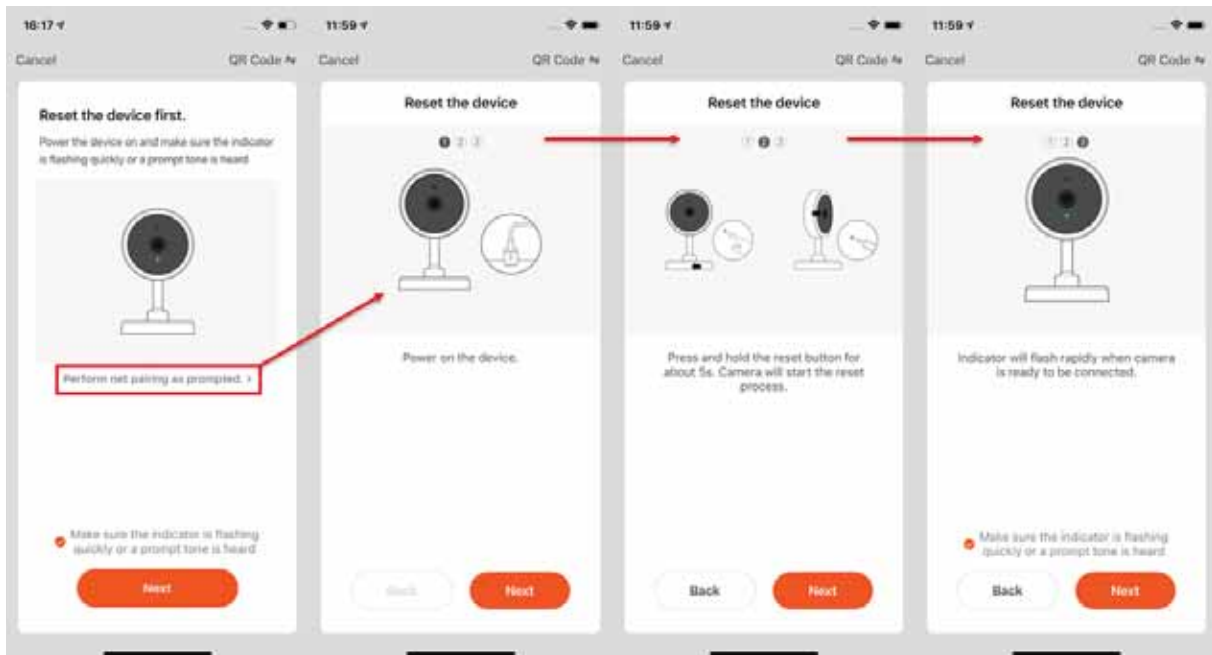 16:17
Cancel
QR Code
Reset the device first.
Power the device on and make sure the indicator
is flashing quickly or a prompt tone is heard
Perform net pairing as prompted. >
Make sure the indicator is flashing
quickly or a prompt tone is heard
Next
11:59
Cancel
QR Code
Reset the device
1 2 3
Power on the device.
Back
Next
11:59
Cancel
QR Code
Reset the device
1 2 3
Press and hold the reset button for
about 5s. Camera will start the reset
process.
Back
Next
11:59
Cancel
QR Code
Reset the device
1 2 3
Indicator will flash rapidly when camera
is ready to be connected.
Make sure the indicator is flashing
quickly or a prompt tone is heard
Back
Next